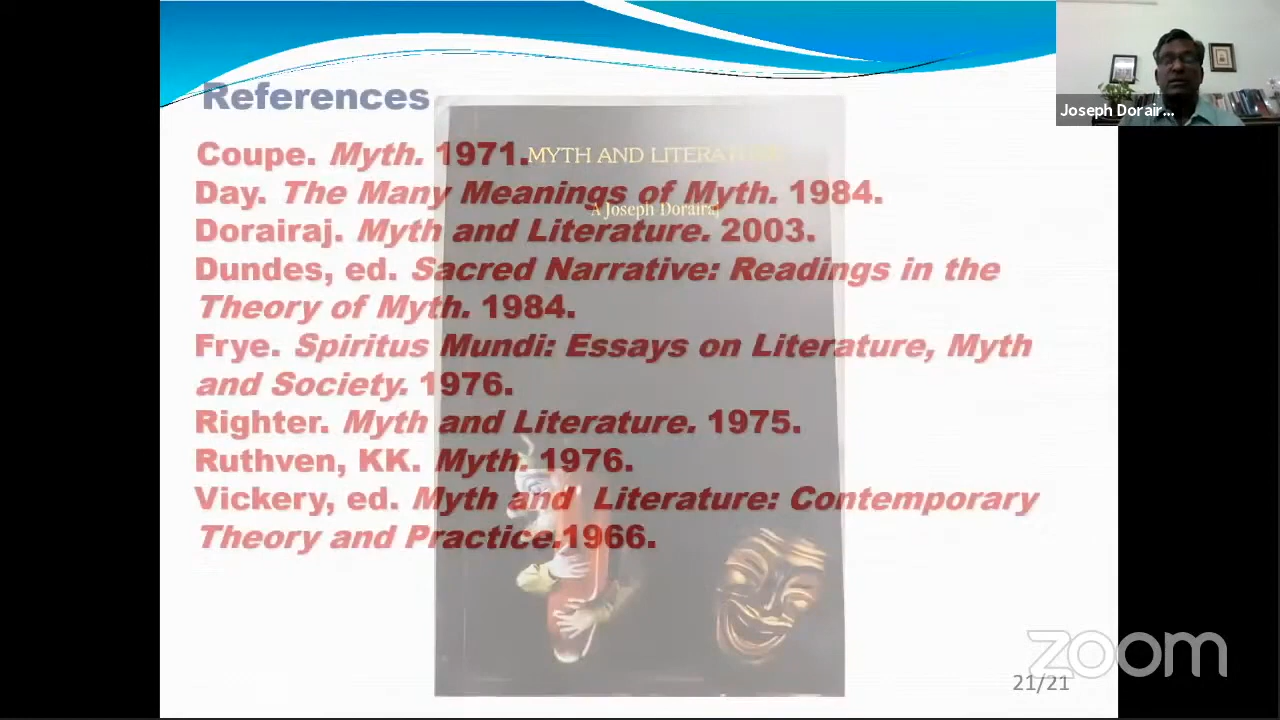 References
Coupe. Myth. 1971.
Day. The Many Meanings of Myth. 1984.
Dorairaj. Myth and Literature. 2003.
Dundes, ed. Sacred Narrative: Readings in the
Theory of Myth. 1984.
Frye. Spiritus Mundi: Essays on Literature, Myth
and Society. 1976.
Righter. Myth and Literature. 1975.
Ruthven, KK. Myth. 1976.
Vickery, ed. Myth and Literature: Contemporary
Theory and Practice.1966.
MYTH AND LITERATURE
A Joseph Dorairaj
Joseph Dorair...
zoom
21/21